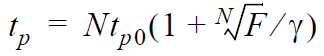 t_p = N t_{p0} (1 + \sqrt[N]{F} / γ)